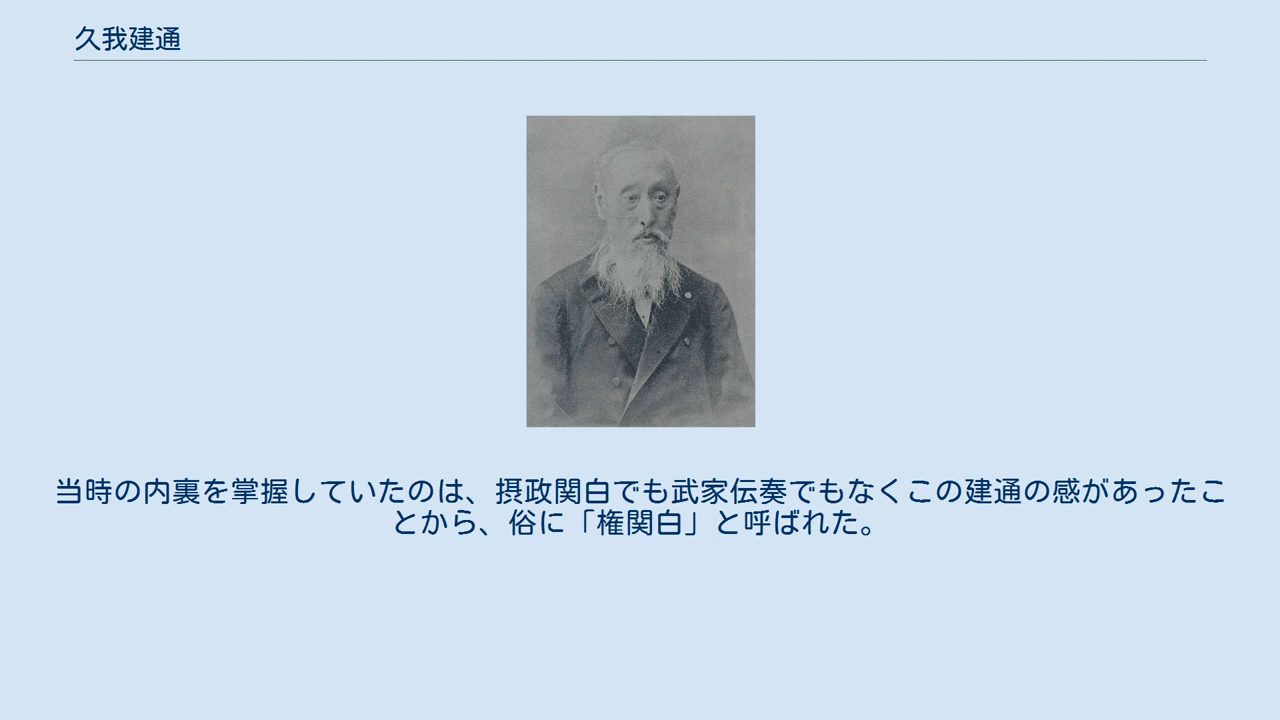 久我建通
当時の内裏を掌握していたのは、摂政関白でも武家伝奏でもなくこの建通の感があったこ
とから、俗に「権関白」と呼ばれた。